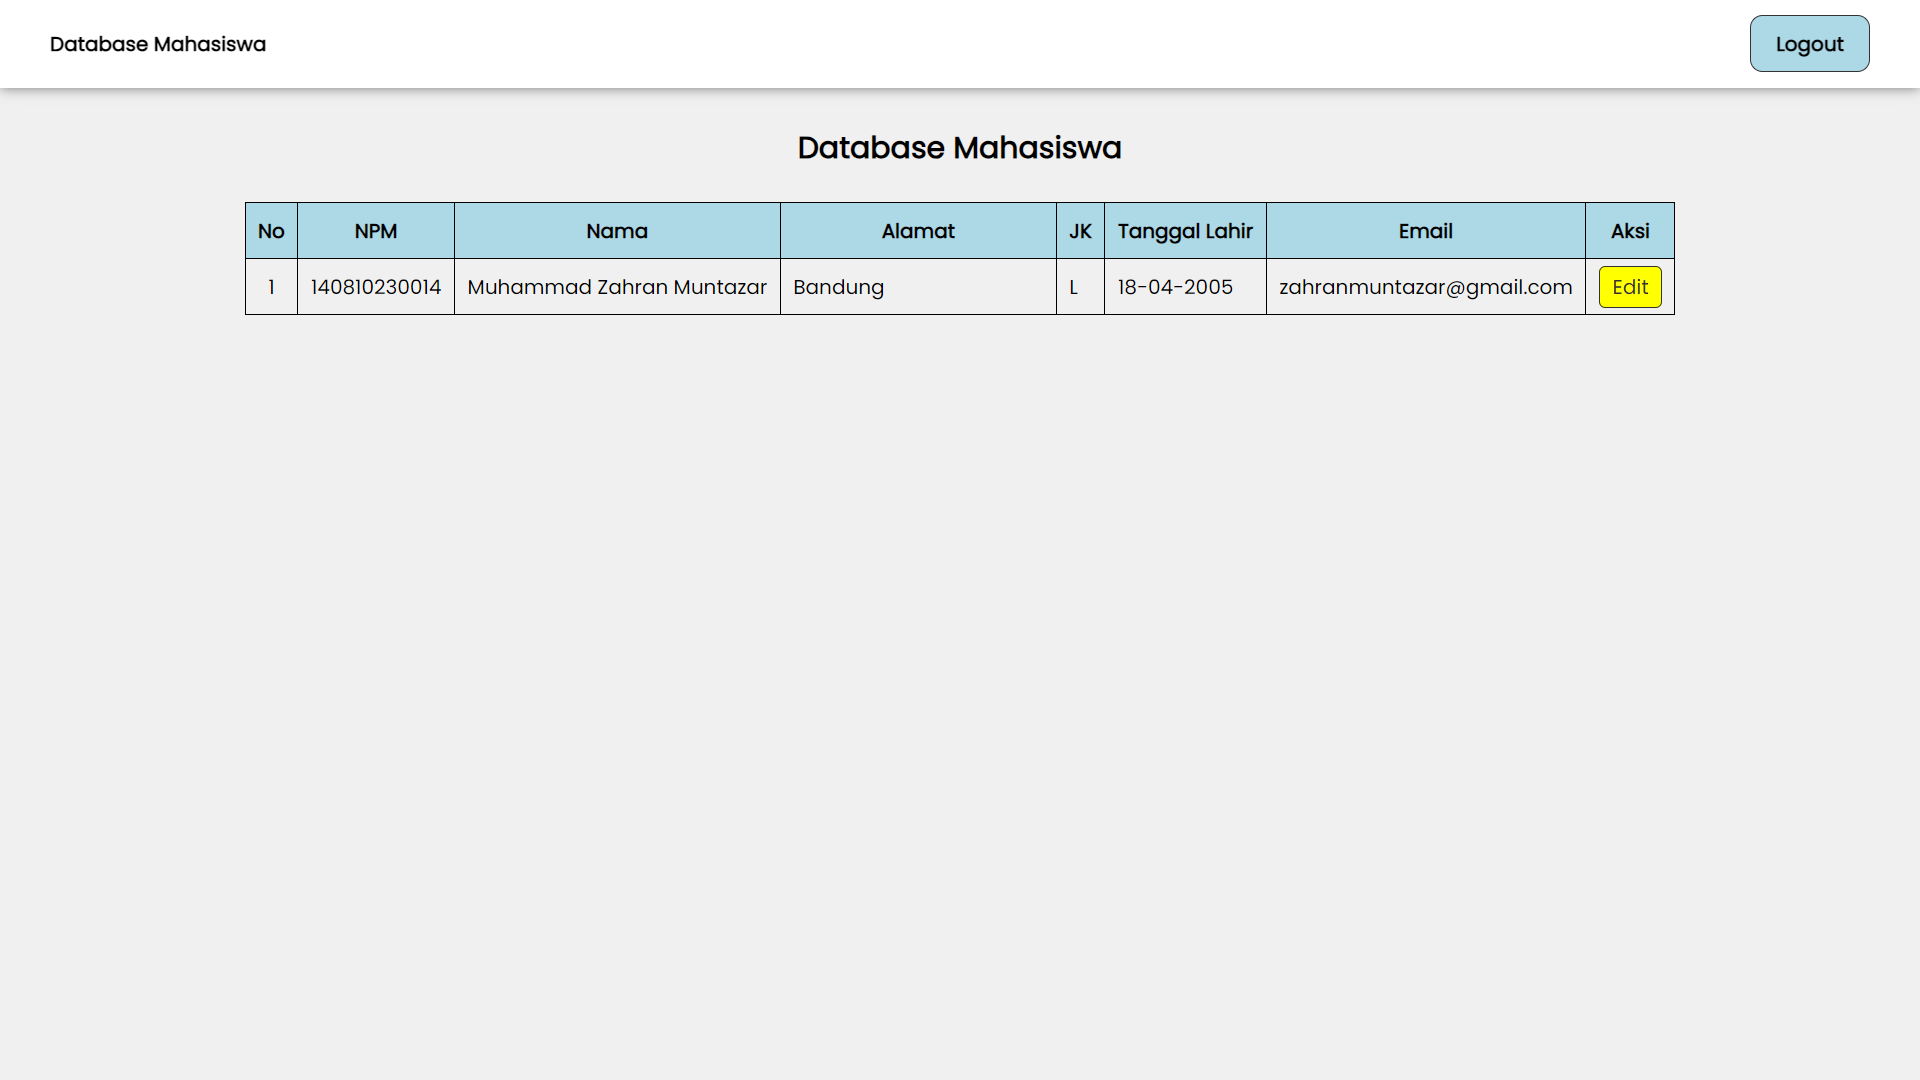 Database Mahasiswa Logout
Database Mahasiswa
No NPM Nama Alamat JK Tanggal Lahir Email Aksi
1 140810230014 Muhammad Zahran Muntazar Bandung L 18-04-2005 zahranmuntazar@gmail.com Edit